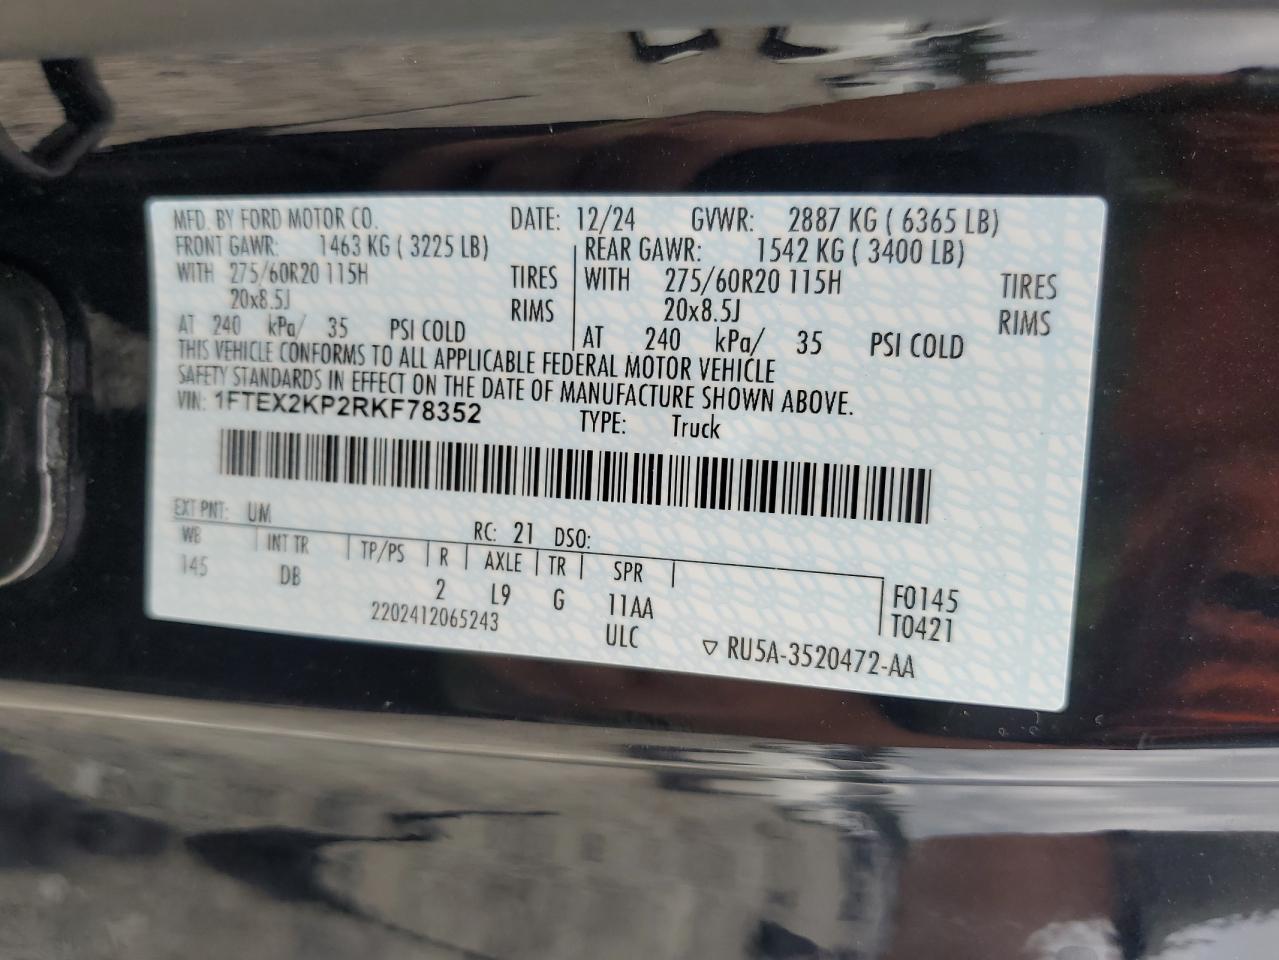 MFD. BY FORD MOTOR CO. DATE: 12/24 GVWR: 2887 KG ( 6365 LB)
FRONT GAWR: 1463 KG ( 3225 LB) REAR GAWR: 1542 KG ( 3400 LB)
WITH 275/60R20 115H TIRES WITH 275/60R20 115H TIRES
20x8.5J RIMS 20x8.5J RIMS
AT 240 kPa/ 35 PSI COLD AT 240 kPa/ 35 PSI COLD
THIS VEHICLE CONFORMS TO ALL APPLICABLE FEDERAL MOTOR VEHICLE
SAFETY STANDARDS IN EFFECT ON THE DATE OF MANUFACTURE SHOWN ABOVE.
VIN: 1FTEX2KP2RKF78352 TYPE: Truck
EXT PNT: UM RC: 21 DSO:
WB INT TR TP/PS R AXLE TR SPR
145 DB 2 L9 G 11AA F0145
2202412065243 ULC T0421
▽ RU5A-3520472-AA